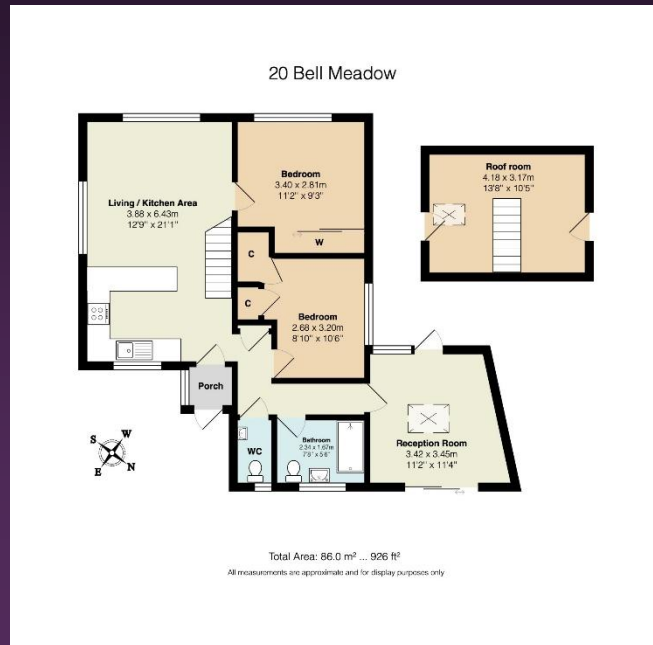 20 Bell Meadow
Living / Kitchen Area
3.88 x 6.43m
12'9" x 21'1"
Bedroom
3.40 x 2.81m
11'2" x 9'3"
W
Roof room
4.18 x 3.17m
13'8" x 10'5"
C
C
Bedroom
2.68 x 3.20m
8'10" x 10'6"
Porch
WC
Bathroom
2.34 x 1.67m
7'8" x 5'6"
Reception Room
3.42 x 3.45m
11'2" x 11'4"
S W
E N
Total Area: 86.0 m² ... 926 ft²
All measurements are approximate and for display purposes only